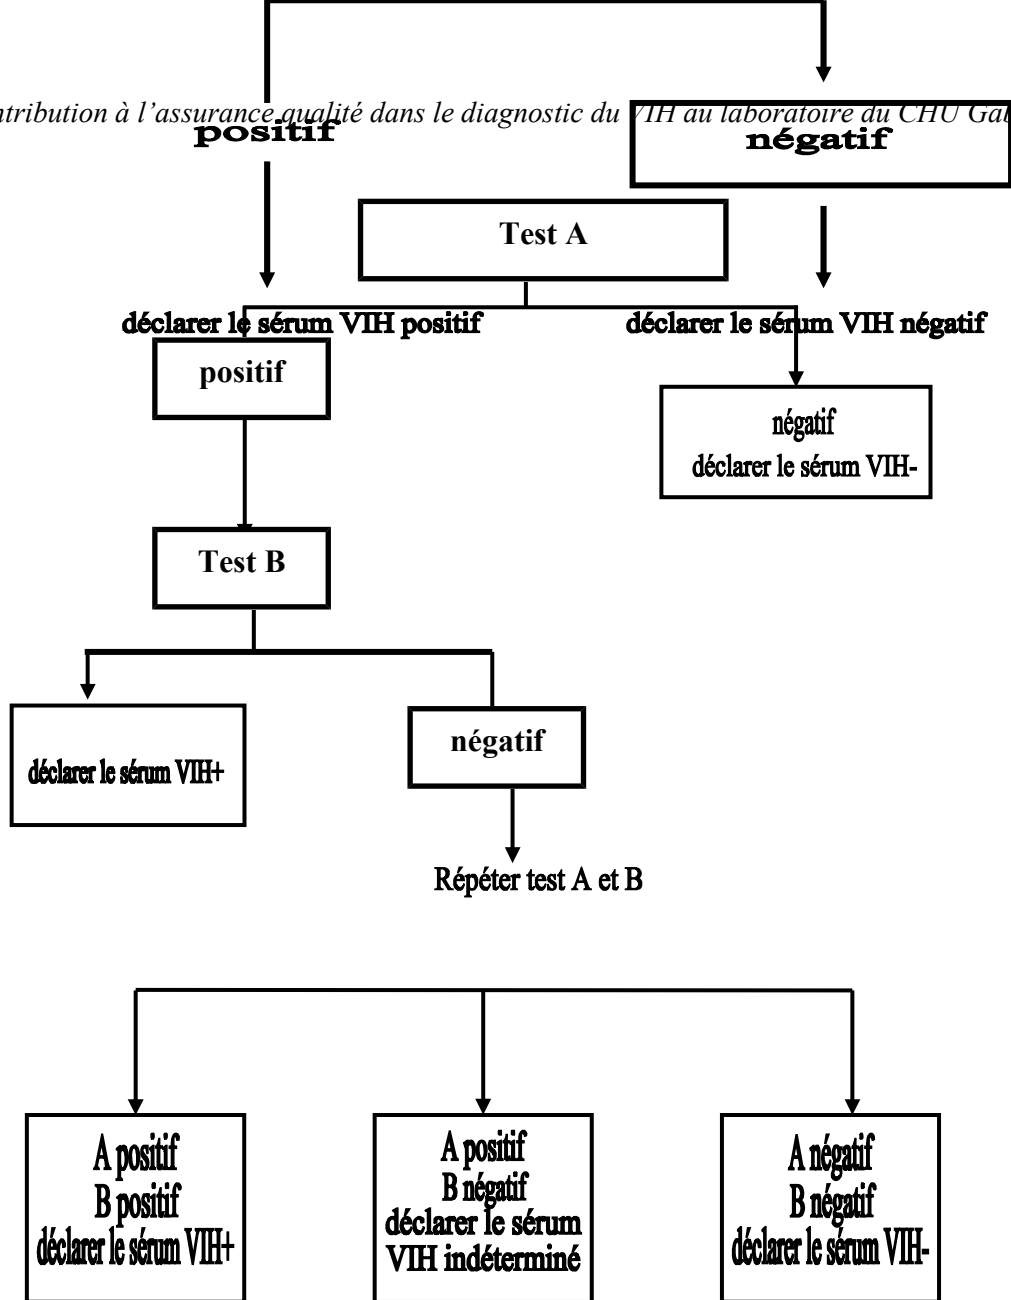 ntribution à l’assurance qualité dans le diagnostic du VIH au laboratoire du CHU
positif
négatif
Test A
déclarer le sérum VIH positif
déclarer le sérum VIH négatif
positif
négatif
déclarer le sérum VIH-
Test B
déclarer le sérum VIH+
négatif
Répéter test A et B
A positif
B positif
déclarer le sérum VIH+
A positif
B négatif
déclarer le sérum
VIH indéterminé
A négatif
B négatif
déclarer le sérum VIH-